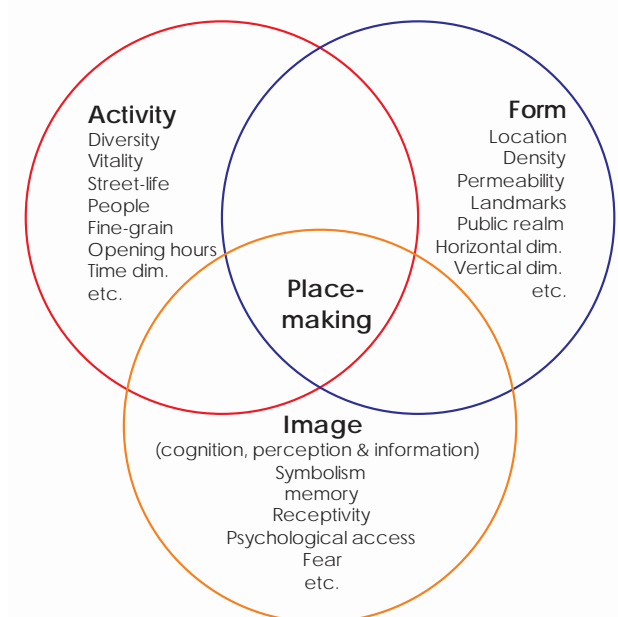 Activity
Diversity
Vitality
Street-life
People
Fine-grain
Opening hours
Time dim.
etc.
Form
Location
Density
Permeability
Landmarks
Public realm
Horizontal dim.
Vertical dim.
etc.
Place-
making
Image
(cognition, perception & information)
Symbolism
memory
Receptivity
Psychological access
Fear
etc.